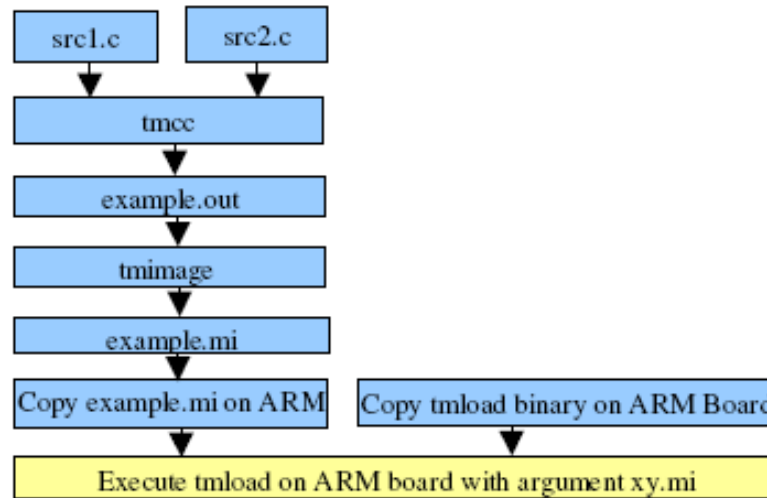 src1.c
src2.c
tmcc
example.out
tmimage
example.mi
Copy example.mi on ARM
Copy tmload binary on ARM Board
Execute tmload on ARM board with argument xy.mi